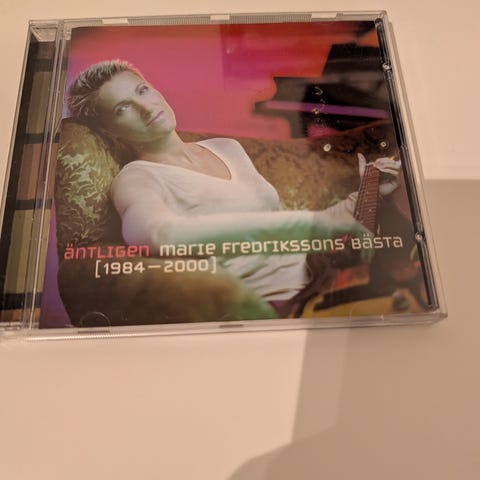 äntligen marie fredrikssons bästa
[1984–2000]